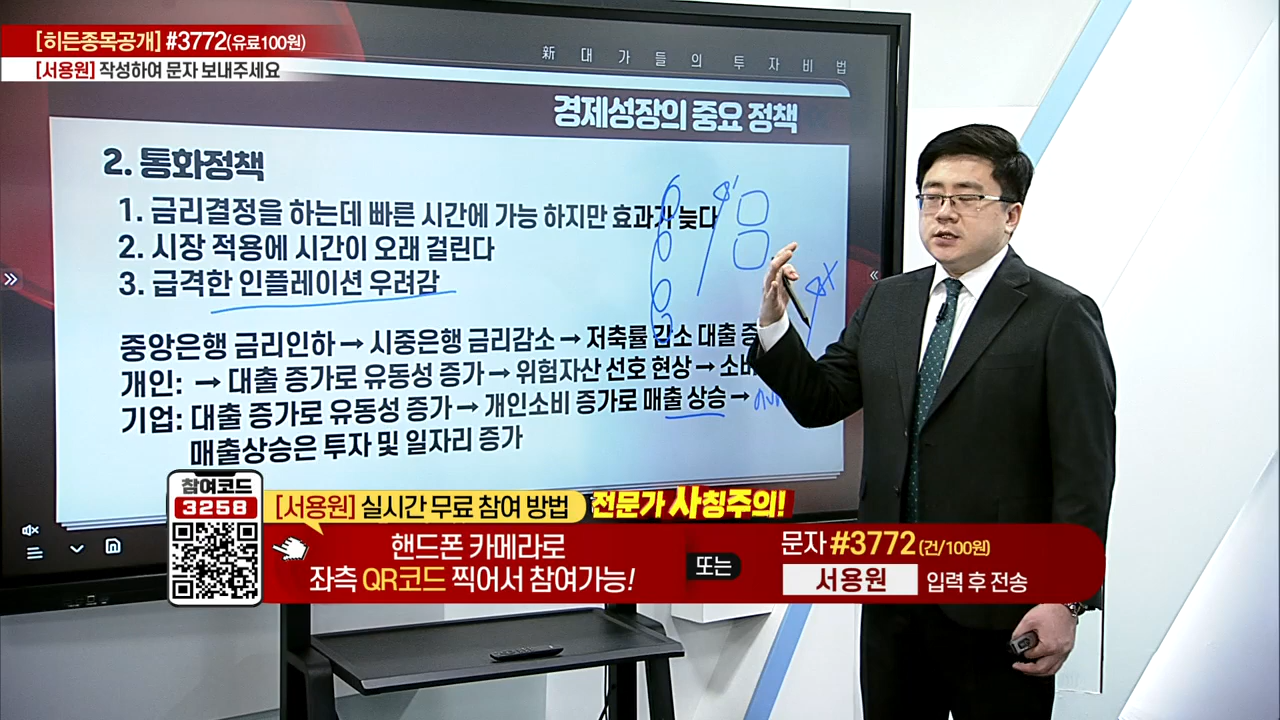 [히든종목공개] #3772(유료100원)
[서용원] 작성하여 문자 보내주세요
新 대가들의 투자비법
경제성장의 중요 정책
2. 통화정책
1. 금리결정을 하는데 빠른 시간에 가능 하지만 효과가 늦다
2. 시장 적용에 시간이 오래 걸린다
3. 급격한 인플레이션 우려감
중앙은행 금리인하 → 시중은행 금리감소 → 저축률 감소 대출 증
개인: → 대출 증가로 유동성 증가 → 위험자산 선호 현상 → 소비
기업: 대출 증가로 유동성 증가 → 개인소비 증가로 매출 상승 →
매출상승은 투자 및 일자리 증가
참여코드
3258
[서용원] 실시간 무료 참여 방법
전문가 사칭주의!
핸드폰 카메라로
좌측 QR코드 찍어서 참여가능!
또는
문자 #3772 (건/100원)
서용원 입력 후 전송